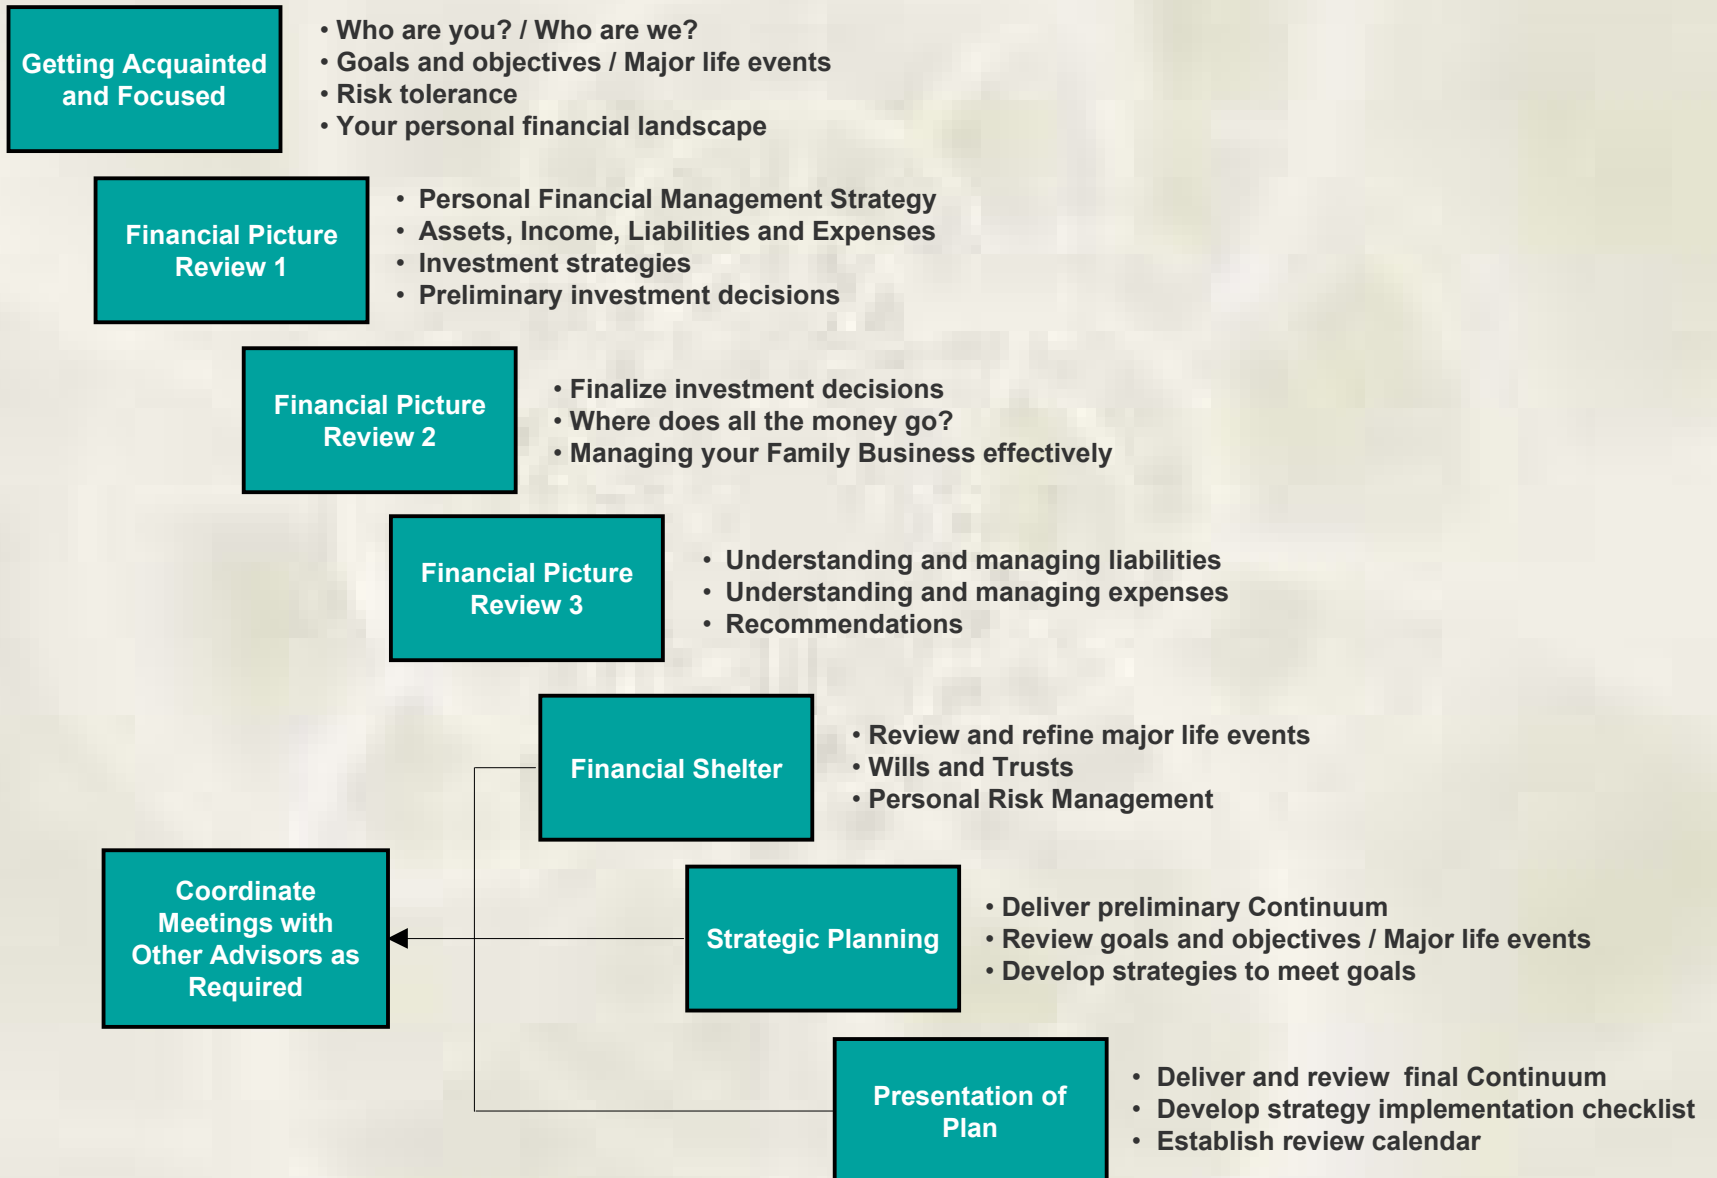 Getting Acquainted
and Focused
• Who are you? / Who are we?
• Goals and objectives / Major life events
• Risk tolerance
• Your personal financial landscape
Financial Picture
Review 1
• Personal Financial Management Strategy
• Assets, Income, Liabilities and Expenses
• Investment strategies
• Preliminary investment decisions
Financial Picture
Review 2
• Finalize investment decisions
• Where does all the money go?
• Managing your Family Business effectively
Financial Picture
Review 3
• Understanding and managing liabilities
• Understanding and managing expenses
• Recommendations
Financial Shelter
• Review and refine major life events
• Wills and Trusts
• Personal Risk Management
Coordinate
Meetings with
Other Advisors as
Required
Strategic Planning
• Deliver preliminary Continuum
• Review goals and objectives / Major life events
• Develop strategies to meet goals
Presentation of
Plan
• Deliver and review final Continuum
• Develop strategy implementation checklist
• Establish review calendar